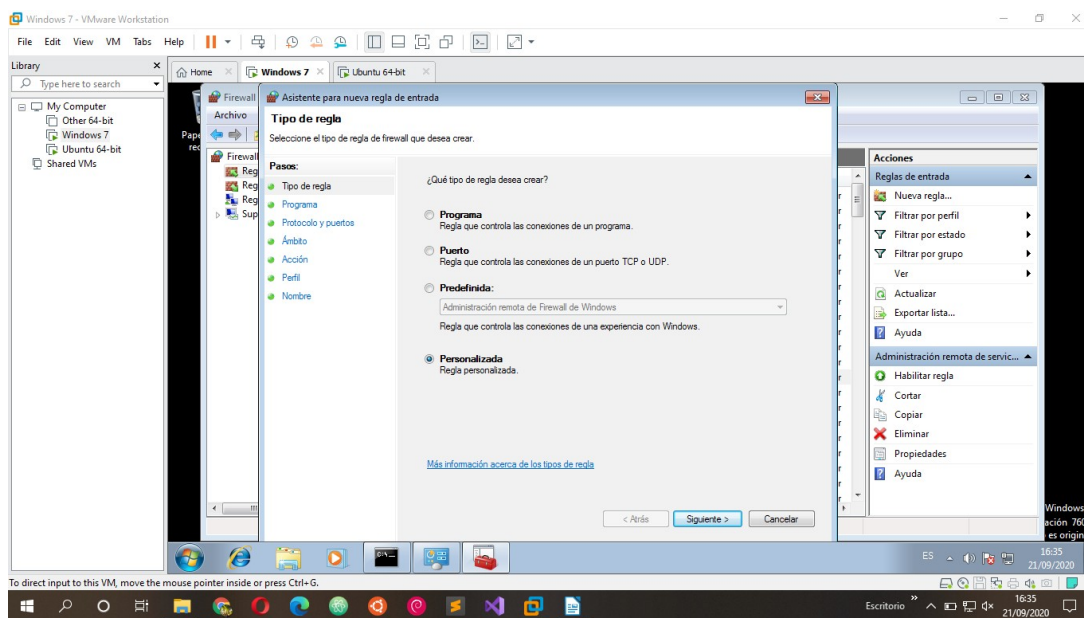 Windows 7 - VMware Workstation
File Edit View VM Tabs Help
Library
Type here to search
My Computer
Other 64-bit
Windows 7
Ubuntu 64-bit
Shared VMs
Home
Windows 7
Ubuntu 64-bit
Firewall
Archivo
Firewall
Reg
Reg
Reg
Sup
Asistente para nueva regla de entrada
Tipo de regla
Seleccione el tipo de regla de firewall que desea crear.
Pasos:
Tipo de regla
Programa
Protocolo y puertos
Ámbito
Acción
Perfil
Nombre
¿Qué tipo de regla desea crear?
Programa
Regla que controla las conexiones de un programa.
Puerto
Regla que controla las conexiones de un puerto TCP o UDP.
Predefinida:
Administración remota de Firewall de Windows
Regla que controla las conexiones de una experiencia con Windows.
Personalizada
Regla personalizada.
Más información acerca de los tipos de regla
< Atrás Siguiente > Cancelar
Acciones
Reglas de entrada
Nueva regla...
Filtrar por perfil
Filtrar por estado
Filtrar por grupo
Ver
Actualizar
Exportar lista...
Ayuda
Administración remota de servic...
Habilitar regla
Cortar
Copiar
Eliminar
Propiedades
Ayuda
Windows
ación 760
es origin
ES
16:35
21/09/2020
To direct input to this VM, move the mouse pointer inside or press Ctrl+G.
Escritorio
16:35
21/09/2020